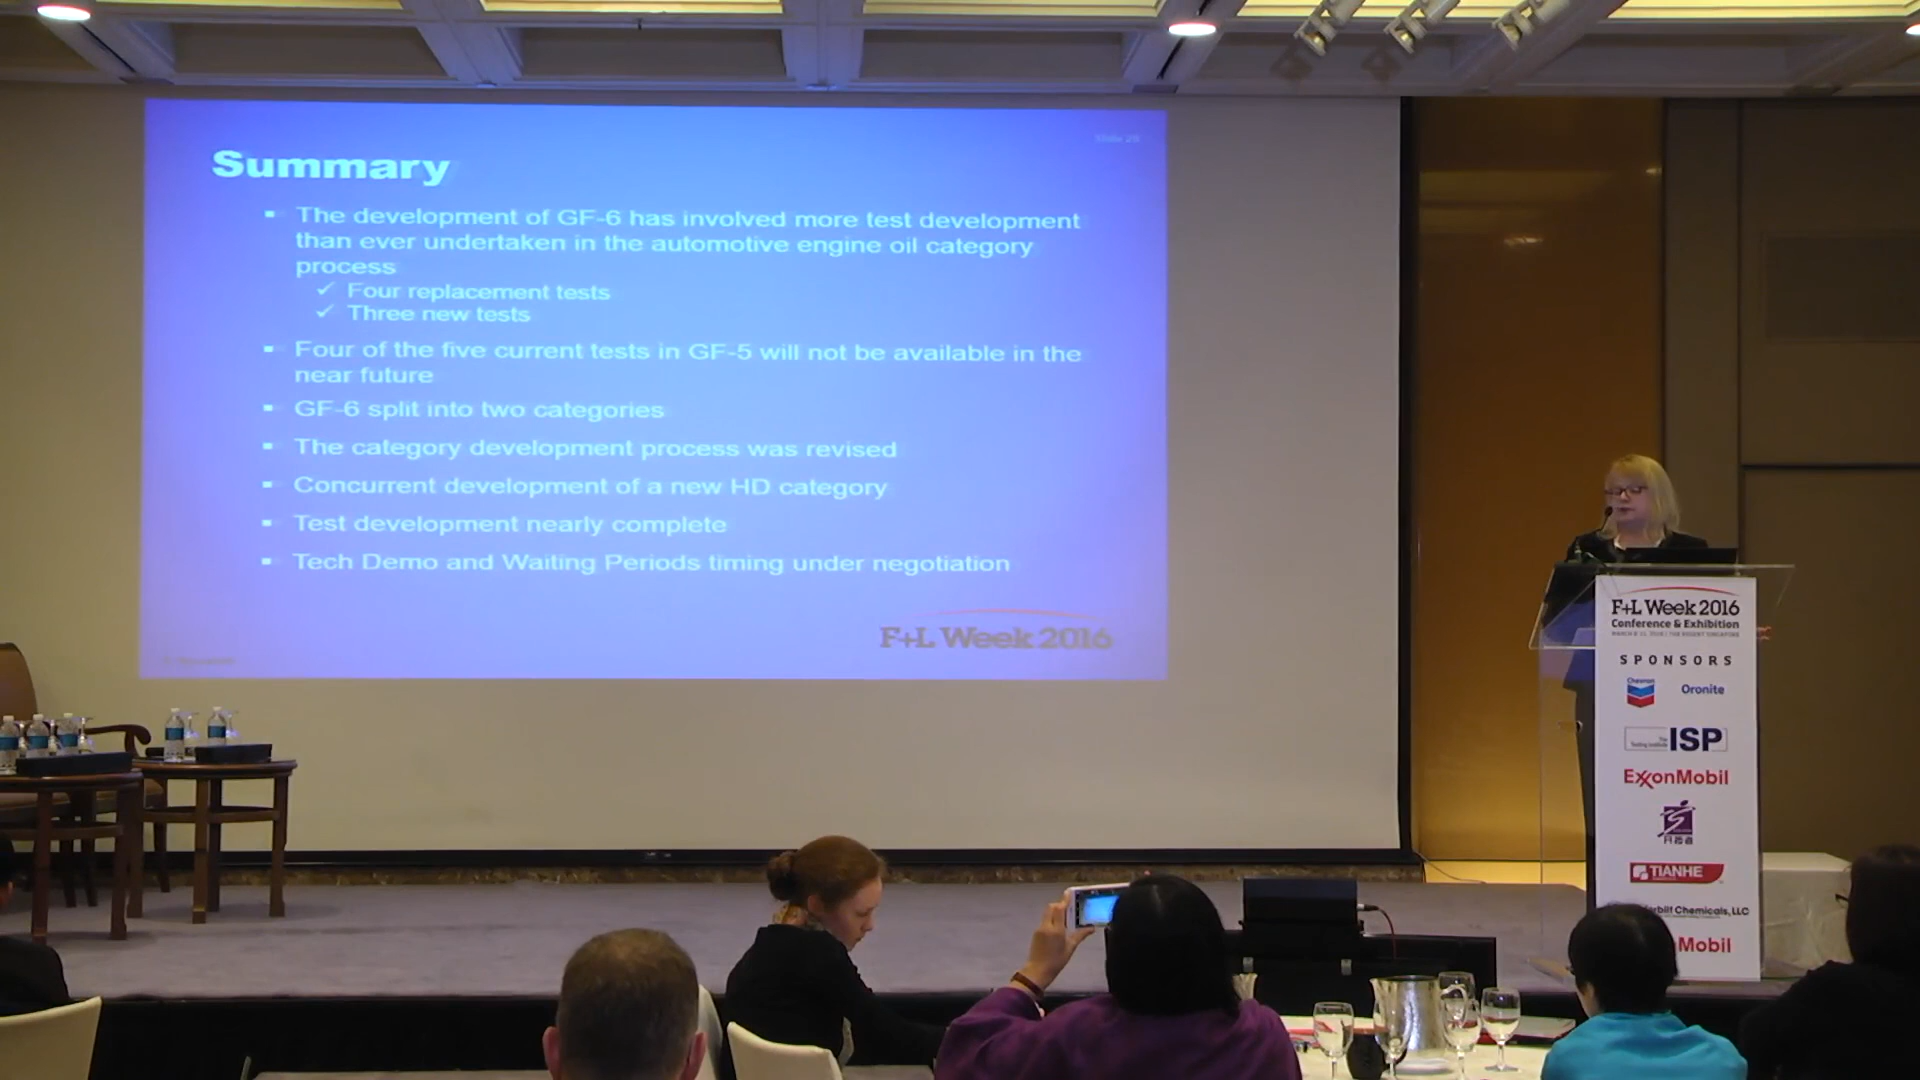 Slide 29
Summary
The development of GF-6 has involved more test development
than ever undertaken in the automotive engine oil category
process
Four replacement tests
Three new tests
Four of the five current tests in GF-5 will not be available in the
near future
GF-6 split into two categories
The category development process was revised
Concurrent development of a new HD category
Test development nearly complete
Tech Demo and Waiting Periods timing under negotiation
F+L Week 2016
F+L Week 2016
Conference & Exhibition
SPONSORS
Chevron
Oronite
ISP
ExxonMobil
TIANHE
Chemicals, LLC
Mobil